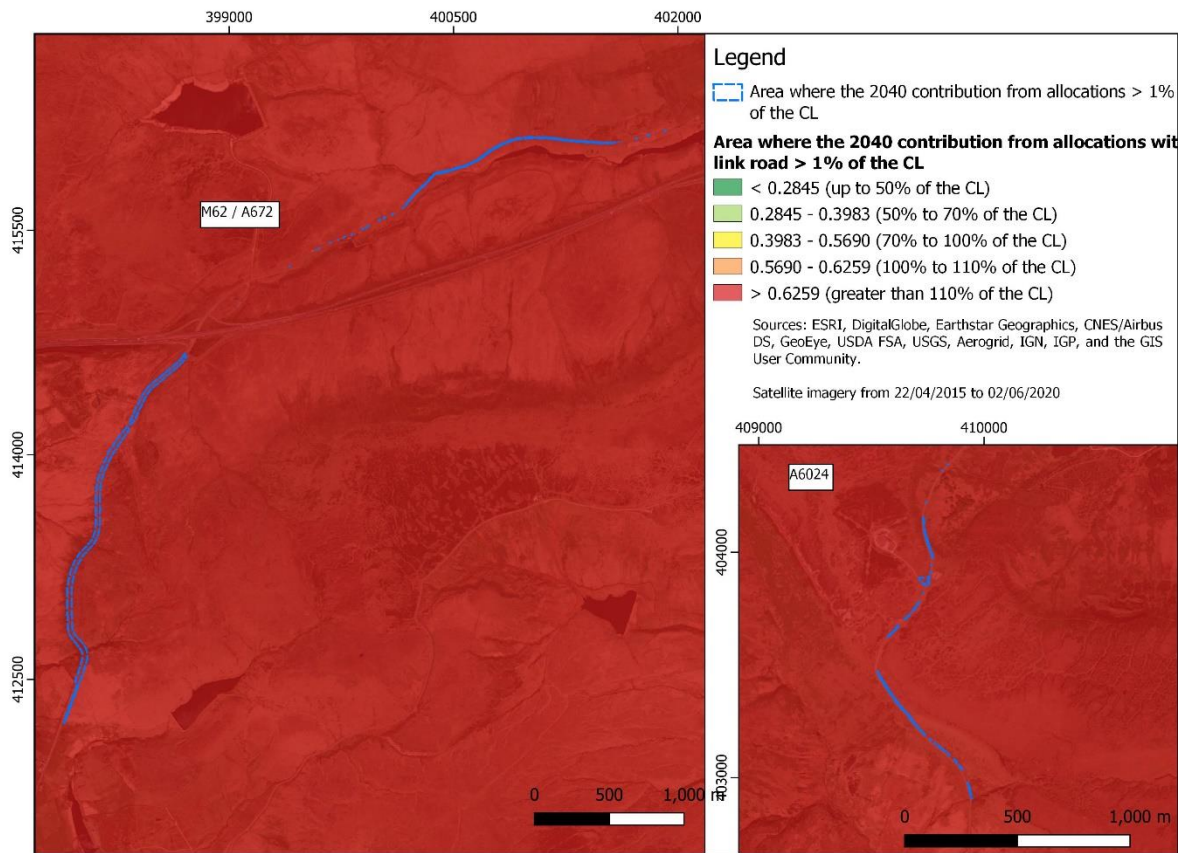 399000 400500 402000
415500
414000
412500
M62 / A672
0 500 1,000 m
Legend
Area where the 2040 contribution from allocations > 1%
of the CL
Area where the 2040 contribution from allocations wit
link road > 1% of the CL
< 0.2845 (up to 50% of the CL)
0.2845 - 0.3983 (50% to 70% of the CL)
0.3983 - 0.5690 (70% to 100% of the CL)
0.5690 - 0.6259 (100% to 110% of the CL)
> 0.6259 (greater than 110% of the CL)
Sources: ESRI, DigitalGlobe, Earthstar Geographics, CNES/Airbus
DS, GeoEye, USDA FSA, USGS, Aerogrid, IGN, IGP, and the GIS
User Community.
Satellite imagery from 22/04/2015 to 02/06/2020
409000 410000
404000
403000
A6024
0 500 1,000 m